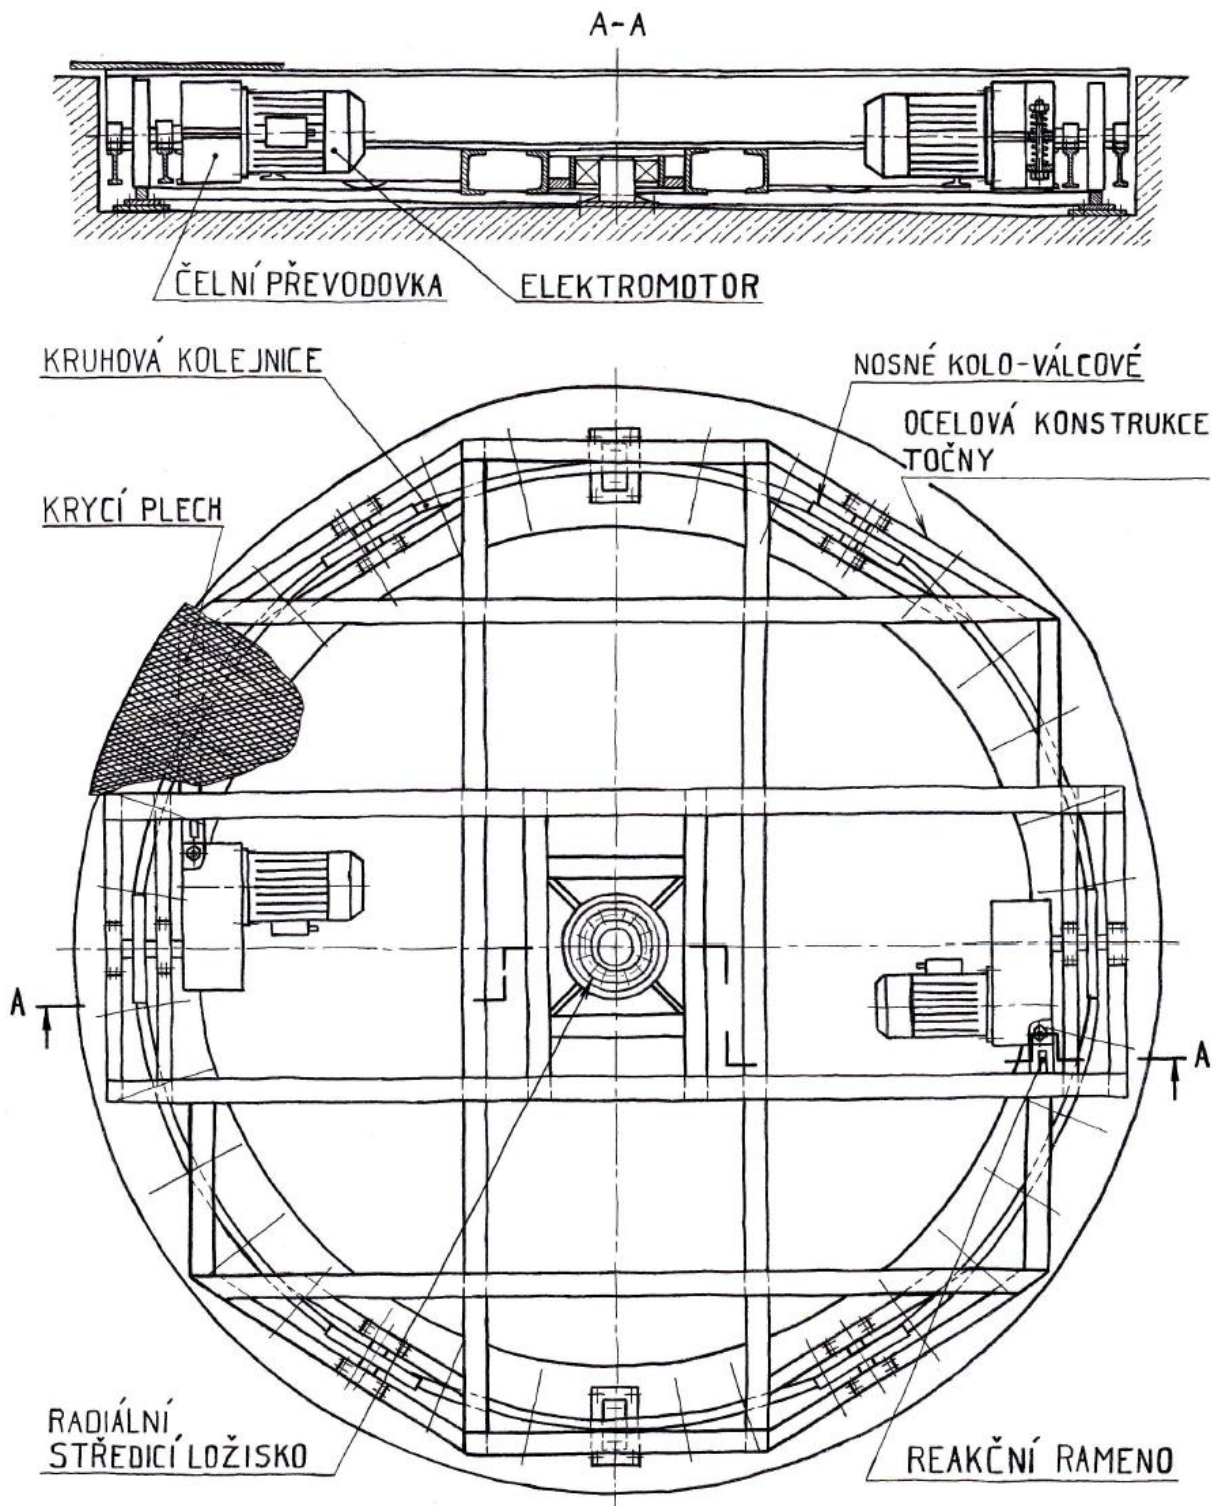 A-A
ČELNÍ PŘEVODOVKA
ELEKTROMOTOR
KRUHOVÁ KOLEJNICE
NOSNÉ KOLO-VÁLCOVÉ
OCELOVÁ KONSTRUKCE
TOČNY
KRYCÍ PLECH
A
A
RADIÁLNÍ
STŘEDICÍ LOŽISKO
REAKČNÍ RAMENO